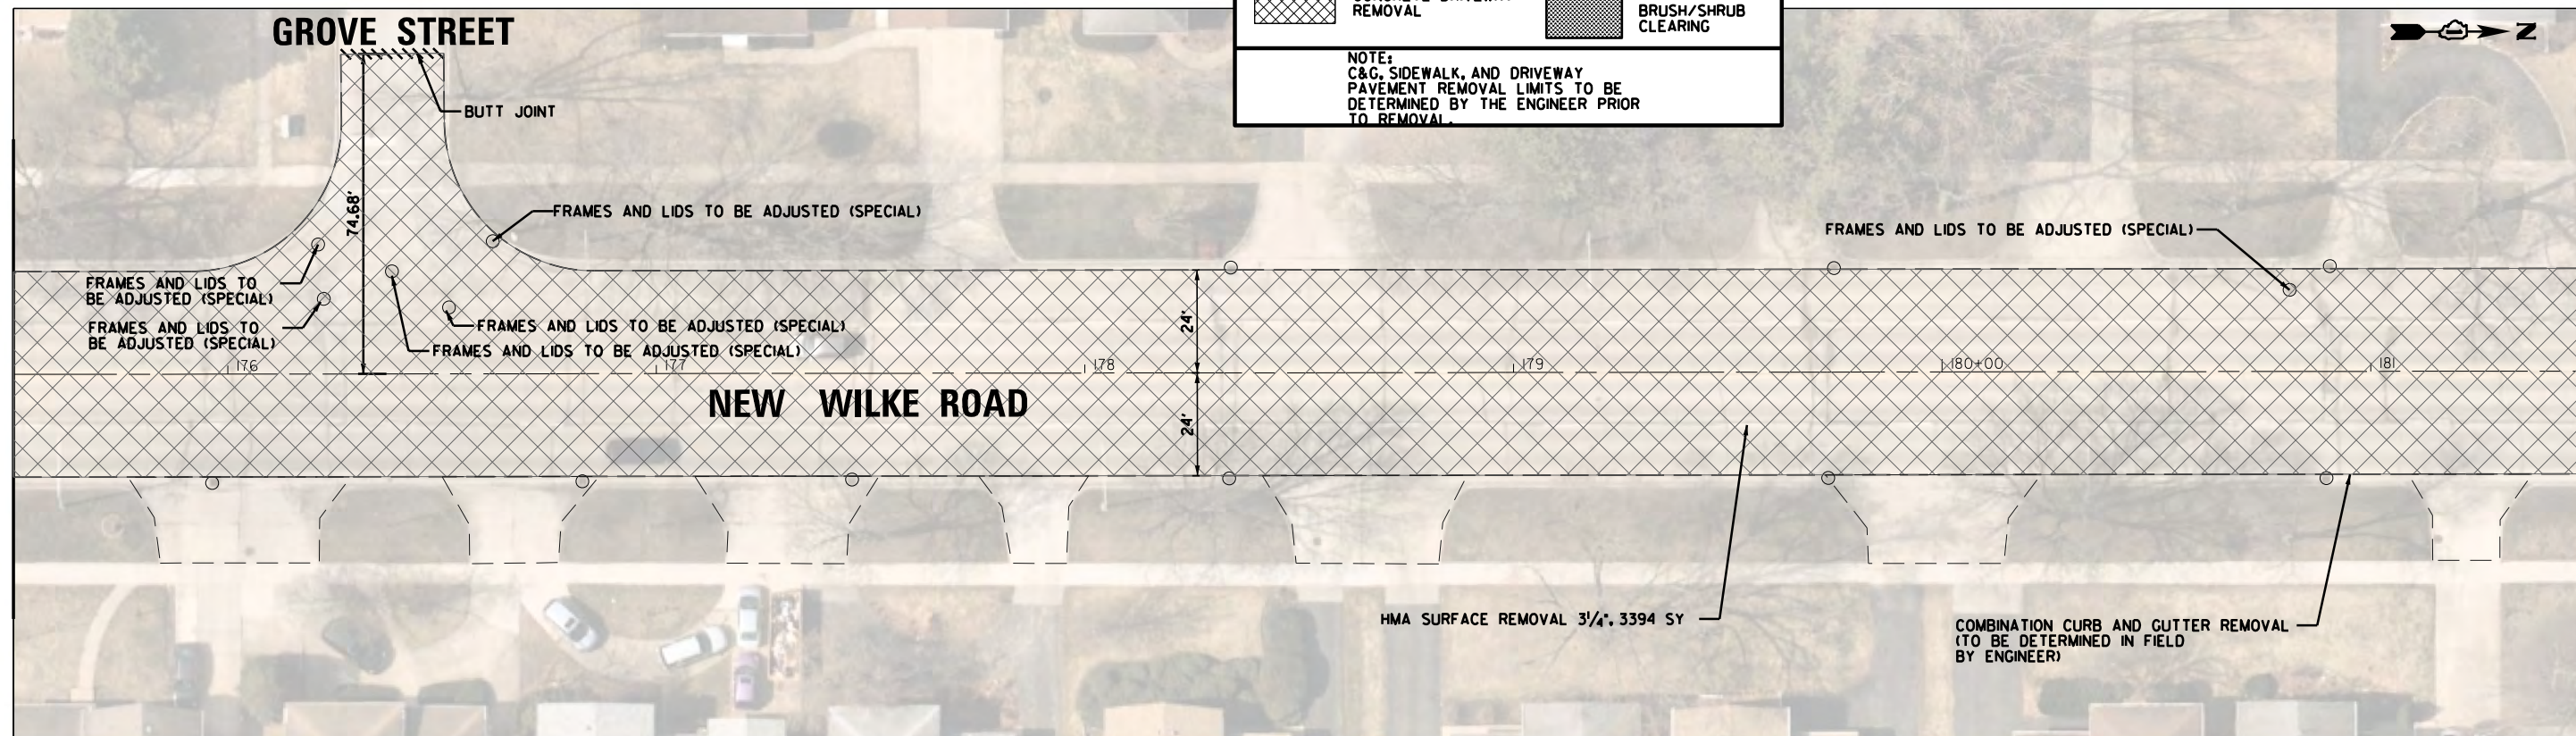 GROVE STREET
REMOVAL
BRUSH/SHRUB
CLEARING
N
NOTE:
C&G, SIDEWALK, AND DRIVEWAY
PAVEMENT REMOVAL LIMITS TO BE
DETERMINED BY THE ENGINEER PRIOR
TO REMOVAL.
BUTT JOINT
74.68'
FRAMES AND LIDS TO BE ADJUSTED (SPECIAL)
FRAMES AND LIDS TO BE ADJUSTED (SPECIAL)
FRAMES AND LIDS TO
BE ADJUSTED (SPECIAL)
FRAMES AND LIDS TO
BE ADJUSTED (SPECIAL)
FRAMES AND LIDS TO BE ADJUSTED (SPECIAL)
FRAMES AND LIDS TO BE ADJUSTED (SPECIAL)
24'
176
177
178
179
180+00
181
NEW WILKE ROAD
24'
HMA SURFACE REMOVAL 3¼", 3394 SY
COMBINATION CURB AND GUTTER REMOVAL
(TO BE DETERMINED IN FIELD
BY ENGINEER)